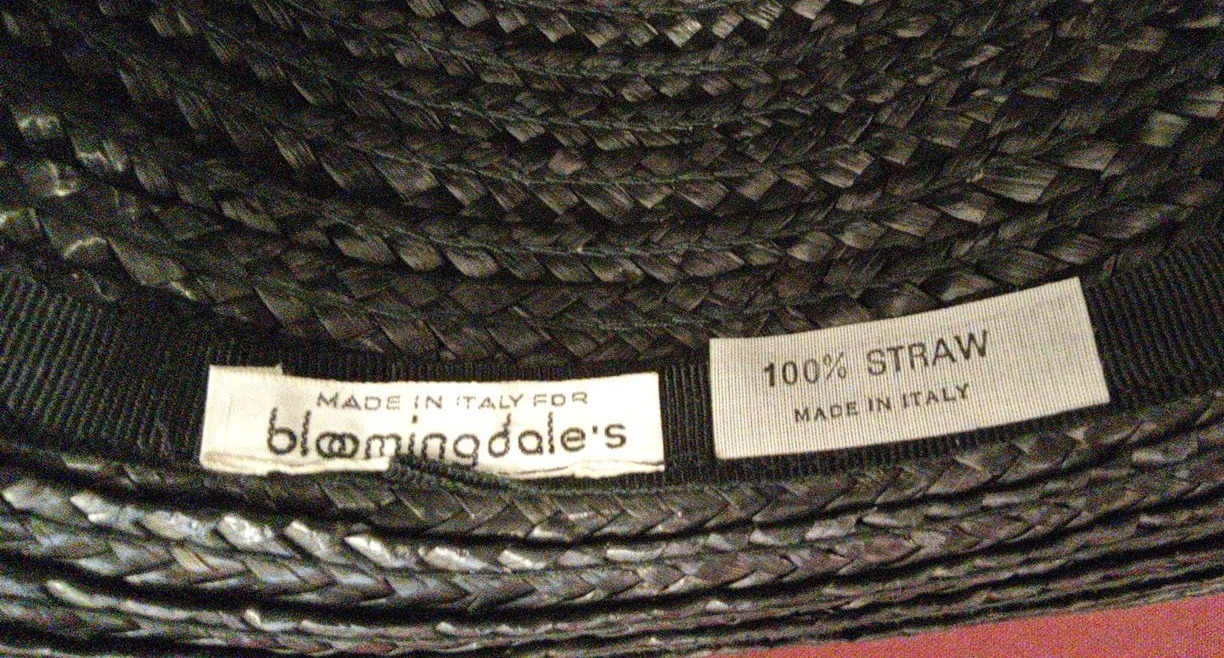 MADE IN ITALY FOR
bloomingdale's
100% STRAW
MADE IN ITALY